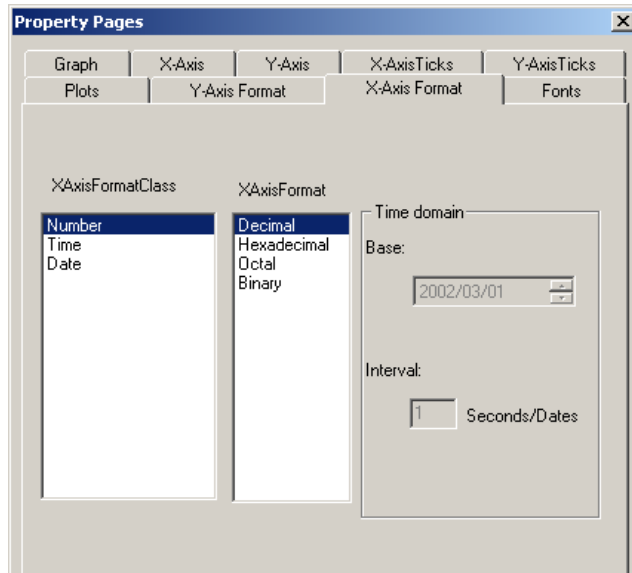 Property Pages
Graph X-Axis Y-Axis X-AxisTicks Y-AxisTicks
Plots Y-Axis Format X-Axis Format Fonts
XAxisFormatClass XAxisFormat
Number
Time
Date
Decimal
Hexadecimal
Octal
Binary
Time domain
Base:
2002/03/01
Interval:
1 Seconds/Dates